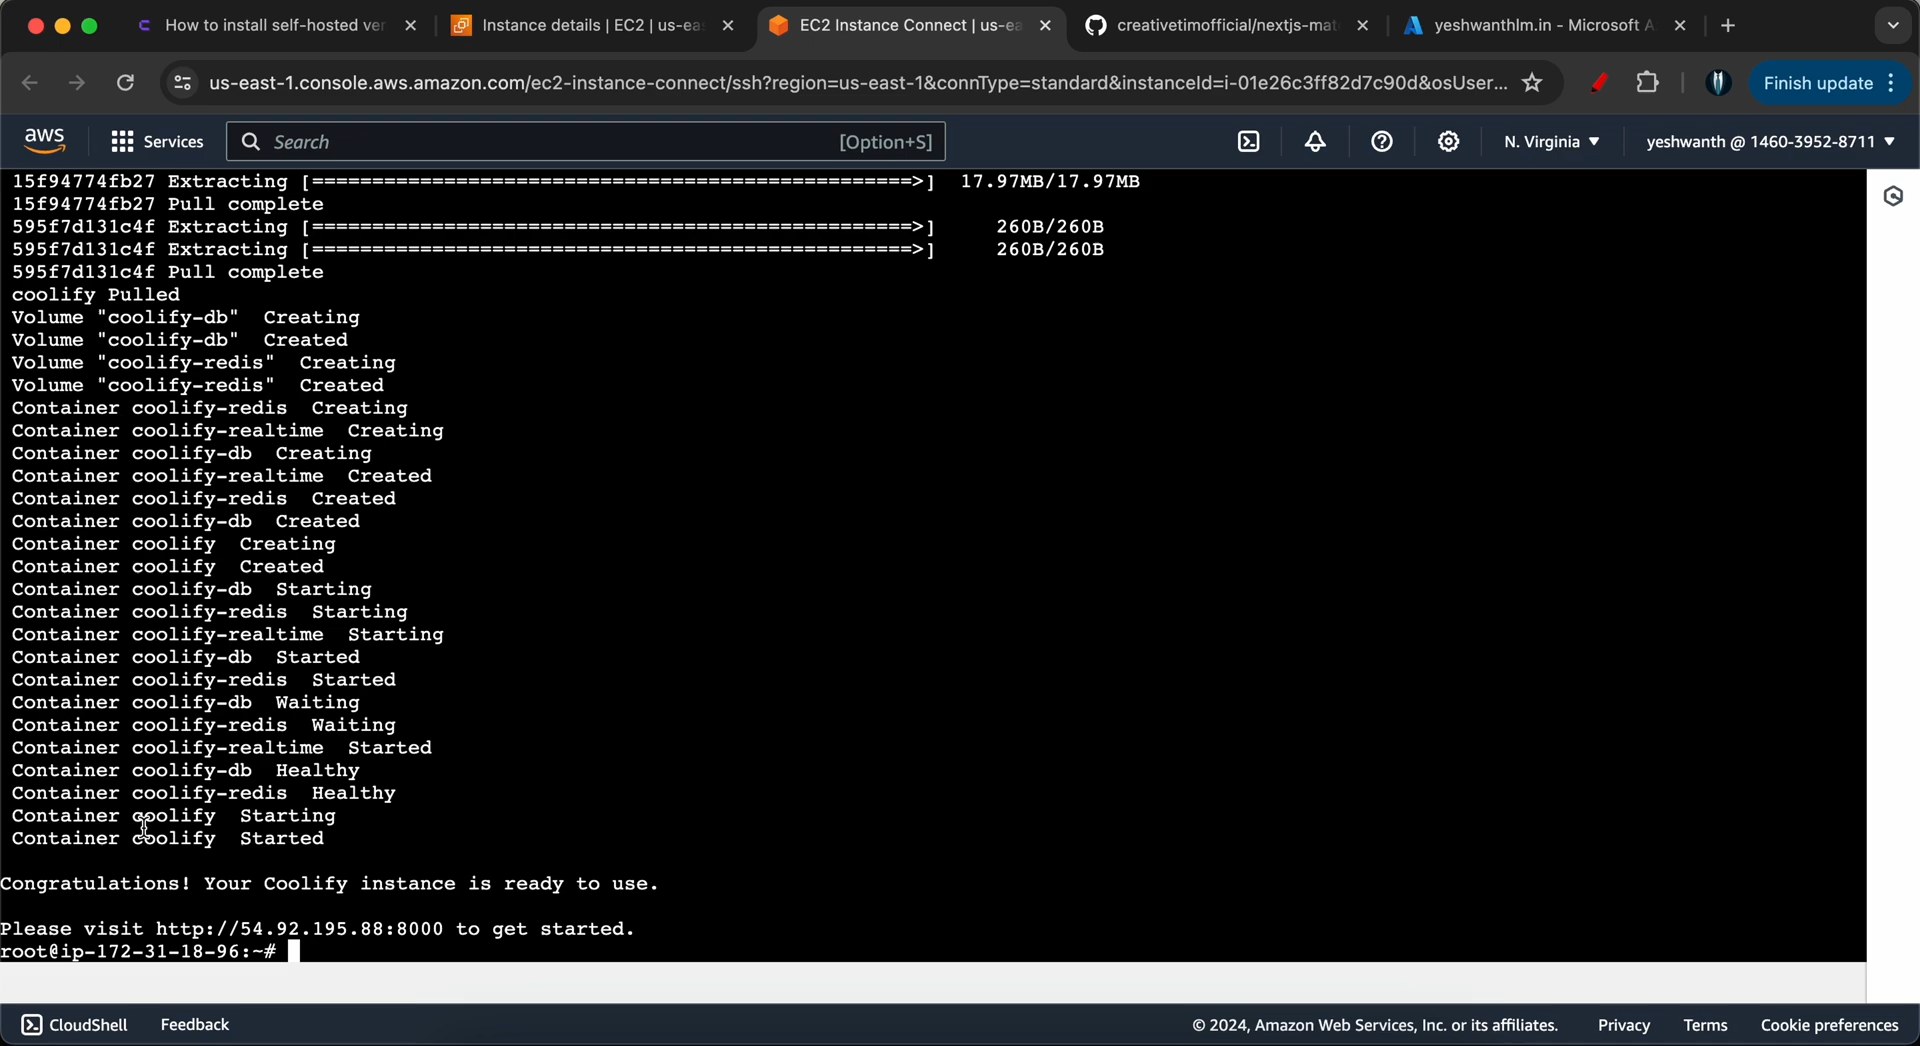 How to install self-hosted ver
Instance details | EC2 | us-ea
EC2 Instance Connect | us-ea
creativetimofficial/nextjs-mat
yeshwanthlm.in - Microsoft A
us-east-1.console.aws.amazon.com/ec2-instance-connect/ssh?region=us-east-1&connType=standard&instanceId=i-01e26c3ff82d7c90d&osUser...
Finish update
aws
Services
Search
[Option+S]
N. Virginia
yeshwanth @ 1460-3952-8711
15f94774fb27 Extracting [==================================================>]  17.97MB/17.97MB
15f94774fb27 Pull complete
595f7d131c4f Extracting [==================================================>]     260B/260B
595f7d131c4f Extracting [==================================================>]     260B/260B
595f7d131c4f Pull complete
coolify Pulled
Volume "coolify-db"  Creating
Volume "coolify-db"  Created
Volume "coolify-redis"  Creating
Volume "coolify-redis"  Created
Container coolify-redis  Creating
Container coolify-realtime  Creating
Container coolify-db  Creating
Container coolify-realtime  Created
Container coolify-redis  Created
Container coolify-db  Created
Container coolify  Creating
Container coolify  Created
Container coolify-db  Starting
Container coolify-redis  Starting
Container coolify-realtime  Starting
Container coolify-db  Started
Container coolify-redis  Started
Container coolify-db  Waiting
Container coolify-redis  Waiting
Container coolify-realtime  Started
Container coolify-db  Healthy
Container coolify-redis  Healthy
Container coolify  Starting
Container coolify  Started
Congratulations! Your Coolify instance is ready to use.
Please visit http://54.92.195.88:8000 to get started.
root@ip-172-31-18-96:~#
CloudShell
Feedback
© 2024, Amazon Web Services, Inc. or its affiliates.
Privacy
Terms
Cookie preferences